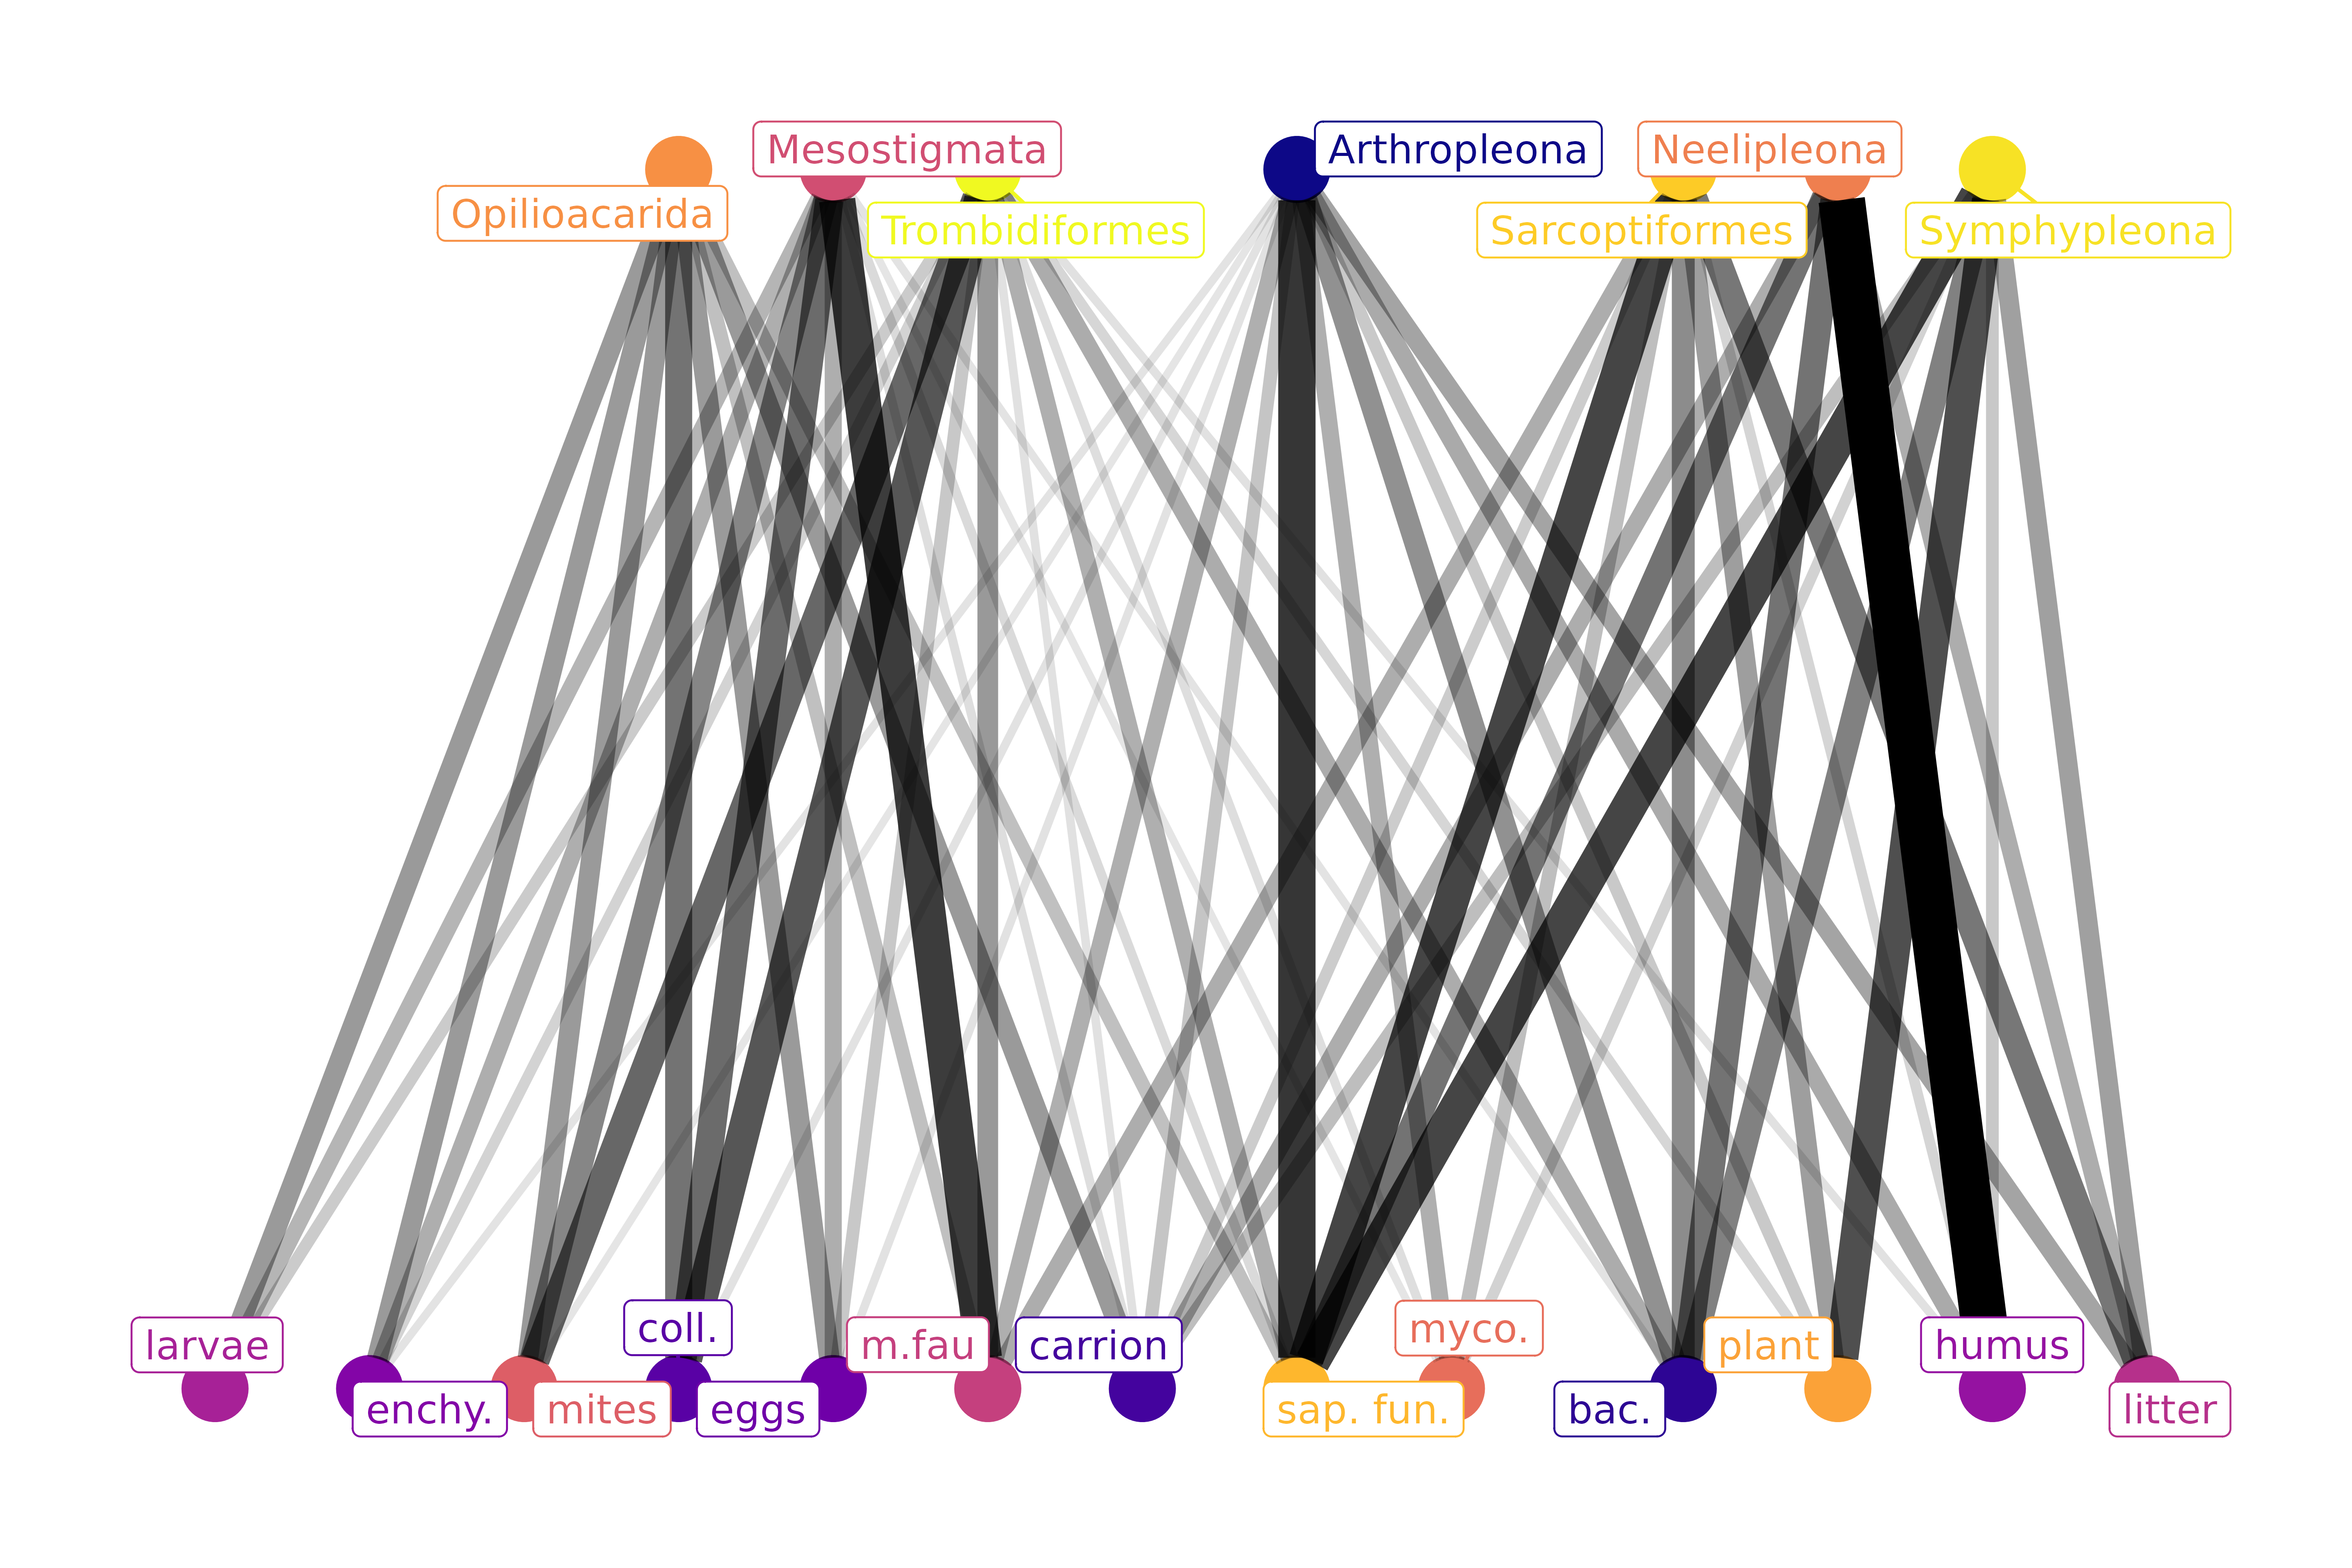 Mesostigmata
Arthropleona
Neelipleona
Opilioacarida
Trombidiformes
Sarcoptiformes
Symphypleona
coll.
myco.
larvae
m.fau
carrion
plant
humus
enchy.
mites
eggs
sap. fun.
bac.
litter